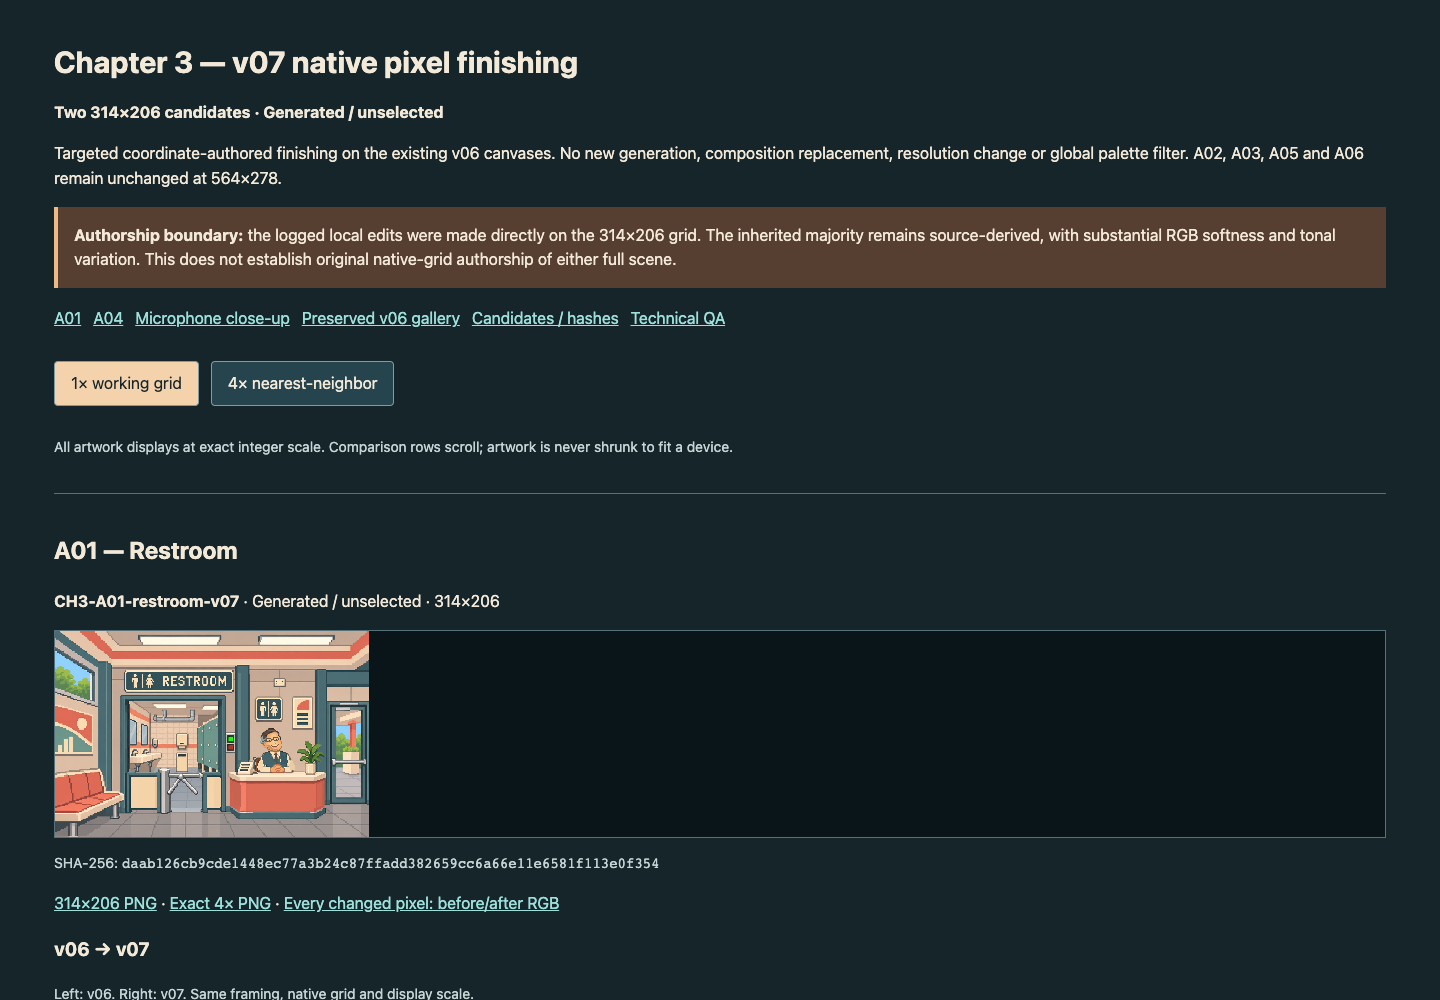 Chapter 3 — v07 native pixel finishing
Two 314×206 candidates · Generated / unselected
Targeted coordinate-authored finishing on the existing v06 canvases. No new generation, composition replacement, resolution change or global palette filter. A02, A03, A05 and A06
remain unchanged at 564×278.
Authorship boundary: the logged local edits were made directly on the 314×206 grid. The inherited majority remains source-derived, with substantial RGB softness and tonal
variation. This does not establish original native-grid authorship of either full scene.
A01 A04 Microphone close-up Preserved v06 gallery Candidates / hashes Technical QA
1× working grid 4× nearest-neighbor
All artwork displays at exact integer scale. Comparison rows scroll; artwork is never shrunk to fit a device.
A01 — Restroom
CH3-A01-restroom-v07 · Generated / unselected · 314×206
RESTROOM
SHA-256: daab126cb9cde1448ec77a3b24c87ffadd382659cc6a66e11e6581f113e0f354
314×206 PNG · Exact 4× PNG · Every changed pixel: before/after RGB
v06 → v07
Left: v06. Right: v07. Same framing, native grid and display scale.